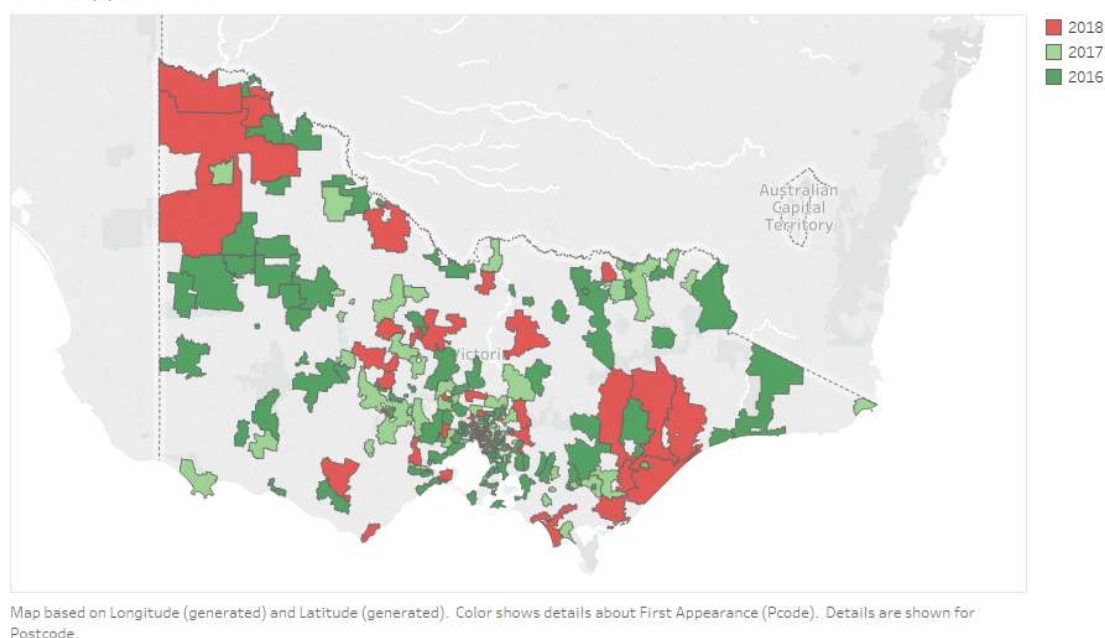 2018
2017
2016
Australian
Capital
Territory
Victoria
Map based on Longitude (generated) and Latitude (generated). Color shows details about First Appearance (Pcode). Details are shown for
Postcode.